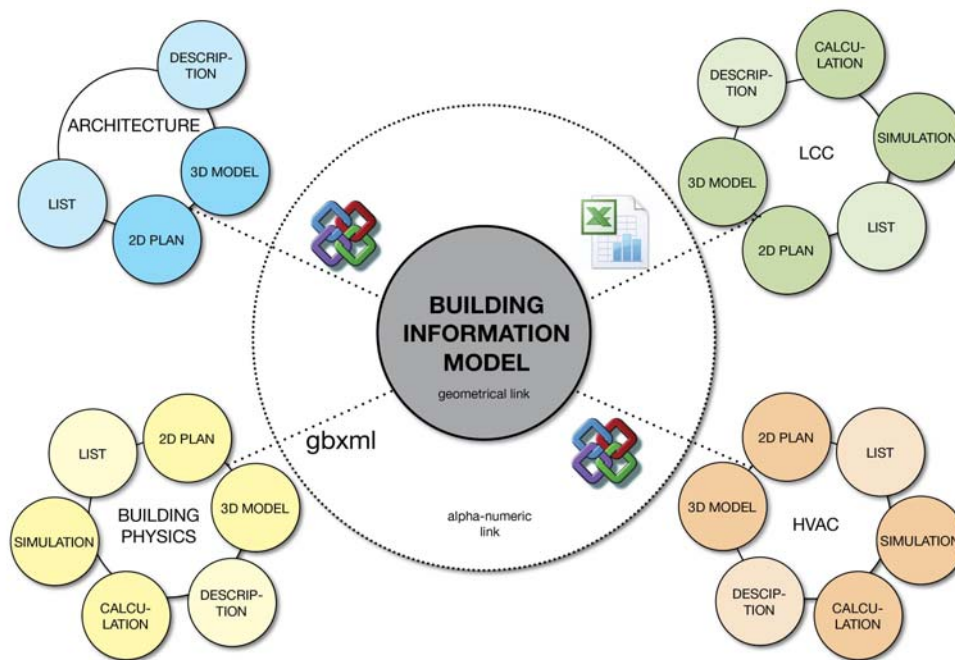 DESCRIP-
TION
ARCHITECTURE
3D MODEL
LIST
2D PLAN
CALCU-
LATION
DESCRIP-
TION
SIMULATION
LCC
3D MODEL
LIST
2D PLAN
BUILDING
INFORMATION
MODEL
geometrical link
gbxml
alpha-numeric
link
2D PLAN
LIST
3D MODEL
BUILDING
PHYSICS
SIMULATION
DESCRIP-
TION
CALCU-
LATION
2D PLAN
LIST
3D MODEL
HVAC
SIMULATION
DESCIP-
TION
CALCU-
LATION